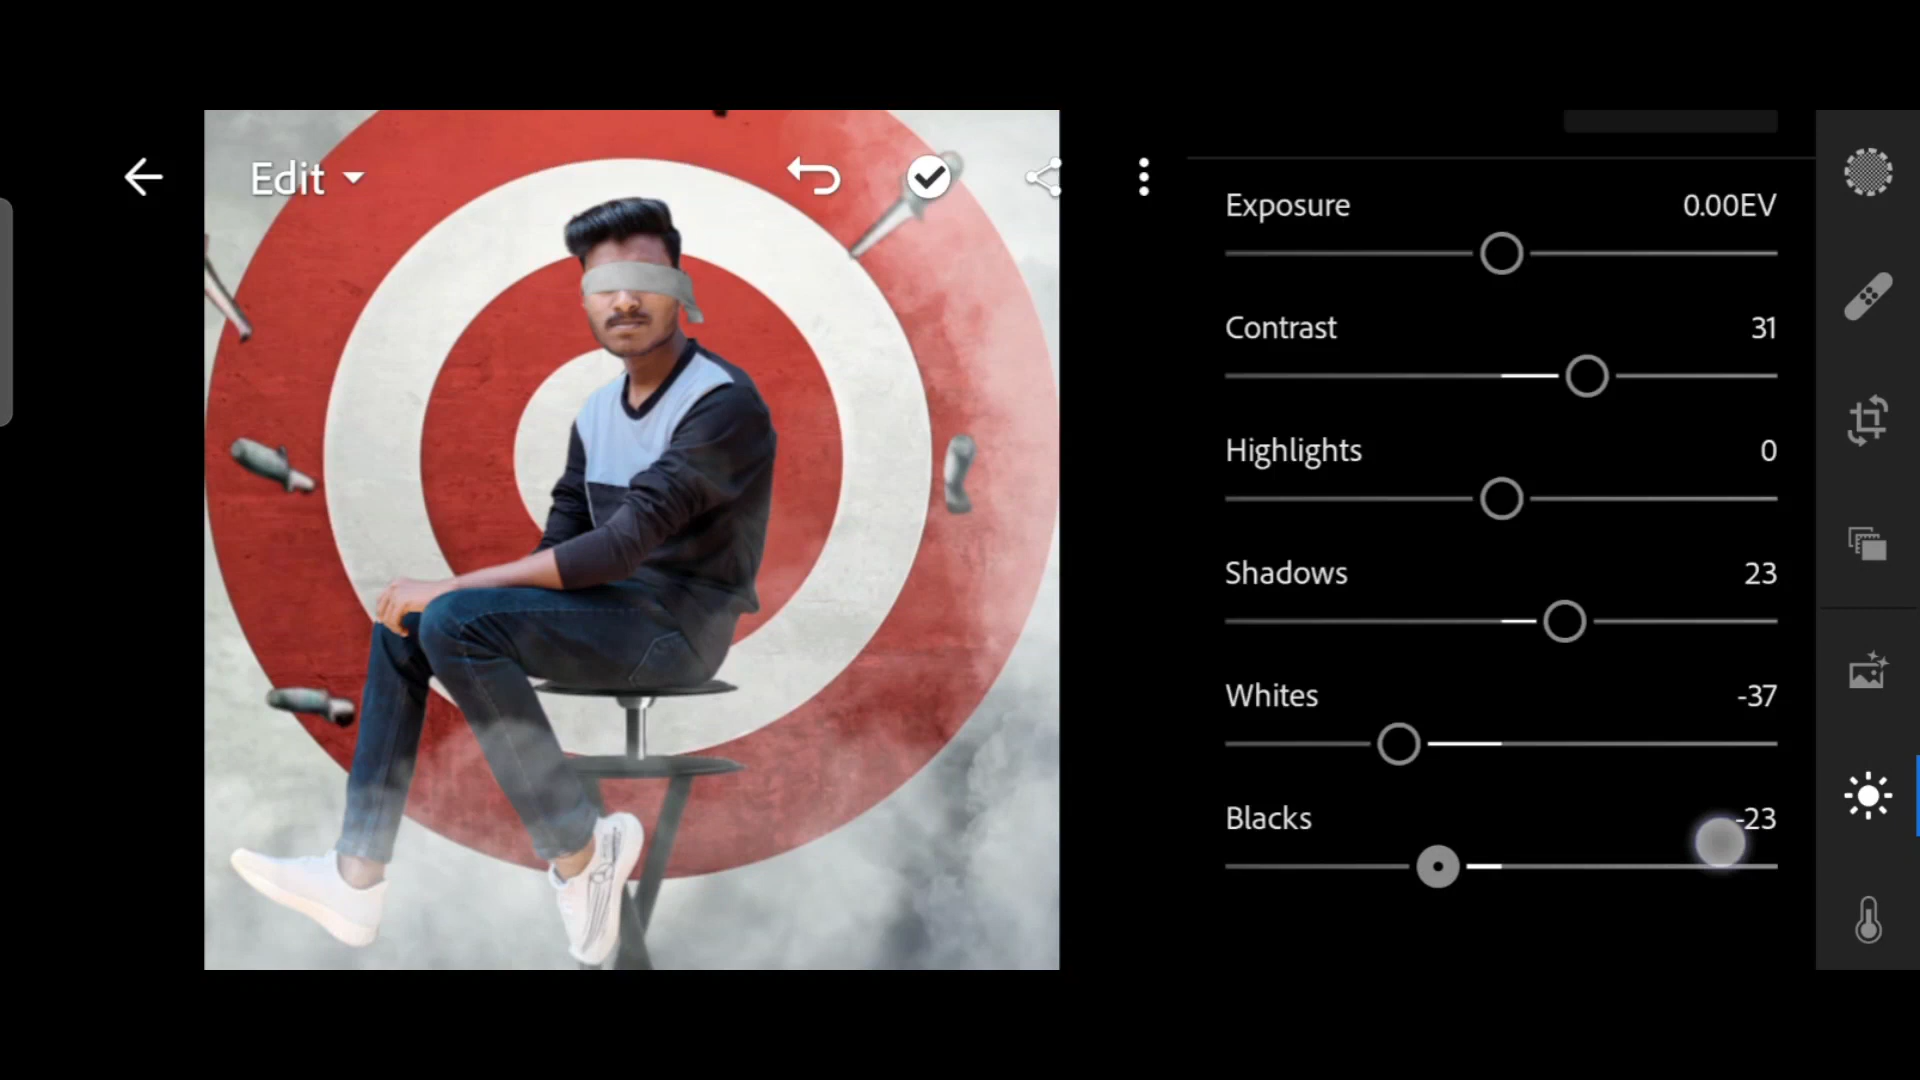 Edit
Exposure 0.00EV
Contrast 31
Highlights 0
Shadows 23
Whites -37
Blacks -23